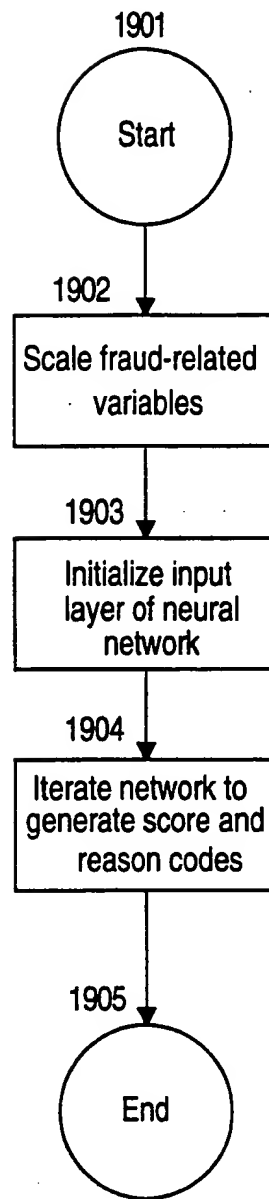 1901
Start
1902
Scale fraud-related
variables
1903
Initialize input
layer of neural
network
1904
Iterate network to
generate score and
reason codes
1905
End